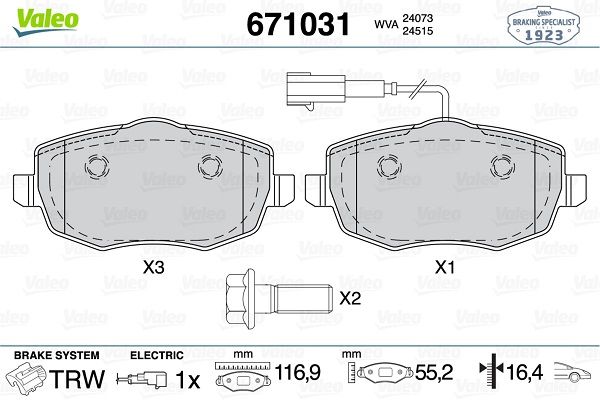 Valeo
671031
WVA 24073
24515
Valeo
BRAKING SPECIALIST
SINCE
1923
X3
X1
X2
BRAKE SYSTEM
TRW
ELECTRIC
1x
mm
116,9
mm
55,2
16,4